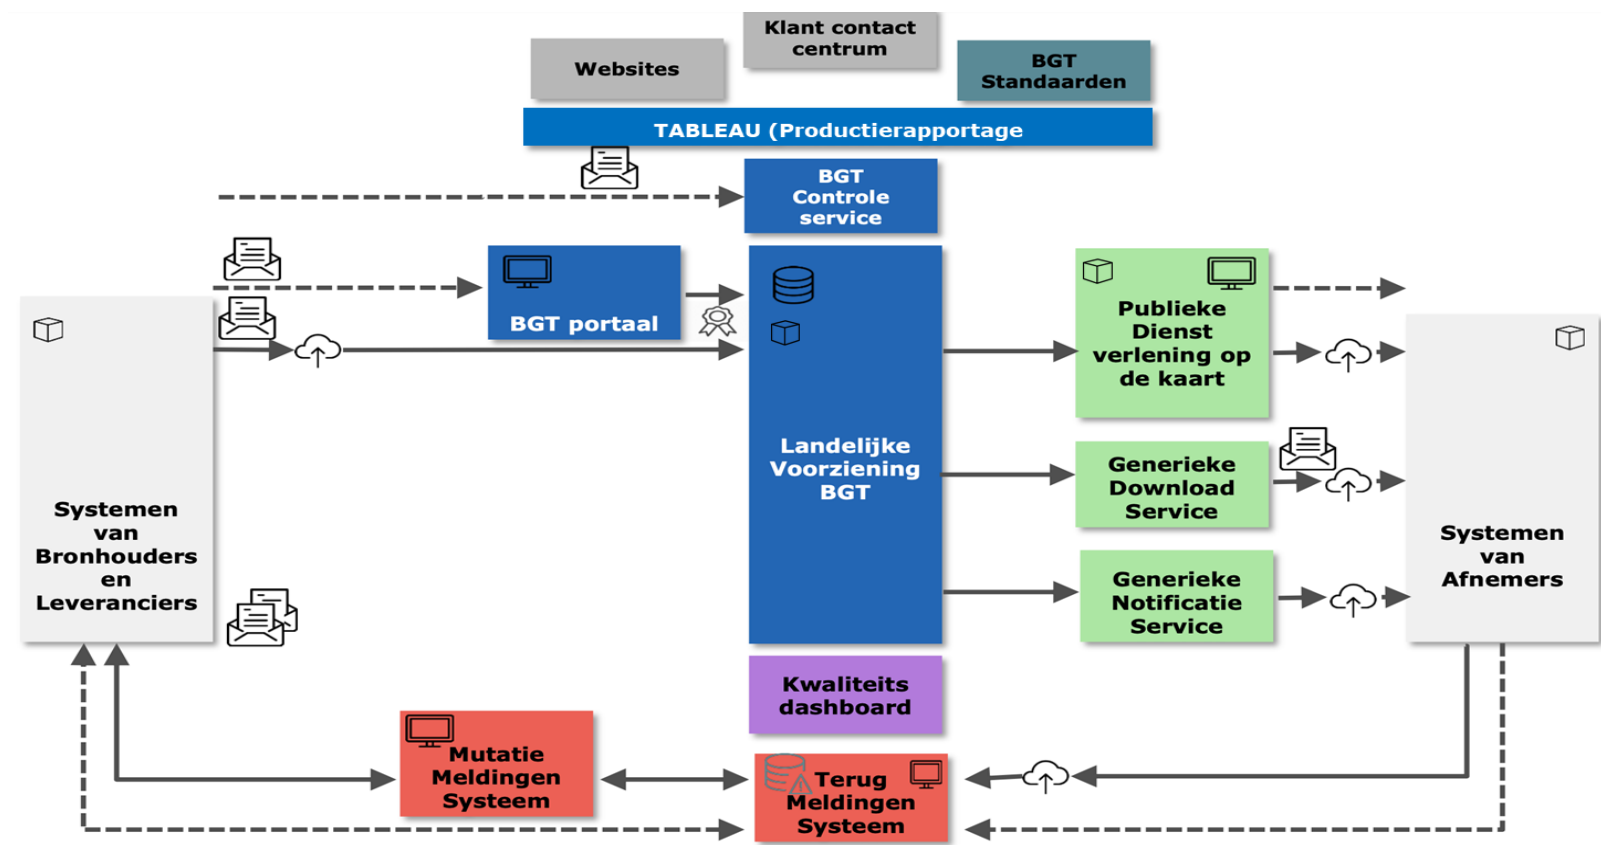 Klant contact
centrum
Websites
BGT
Standaarden
TABLEAU (Productierapportage
BGT
Controle
service
BGT portaal
Landelijke
Voorziening
BGT
Publieke
Dienst
verlening op
de kaart
Generieke
Download
Service
Generieke
Notificatie
Service
Systemen
van
Bronhouders
en
Leveranciers
Systemen
van
Afnemers
Kwaliteits
dashboard
Mutatie
Meldingen
Systeem
Terug
Meldingen
Systeem